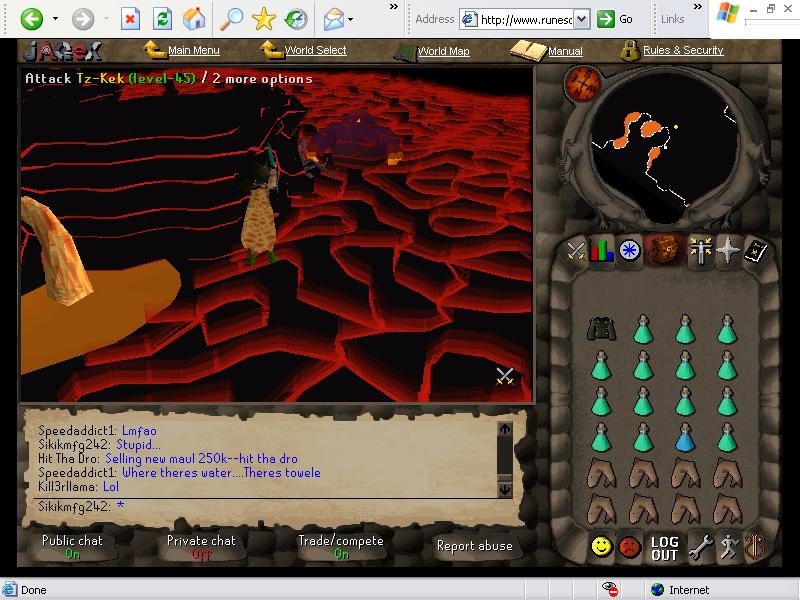 »
Address
http://www.runesc
Go
Links
»
JAGeX
Main Menu
World Select
World Map
Manual
Rules & Security
Attack Tz-Kek (level-45) / 2 more options
Speedaddict1: Lmfao
Sikikmfg242: Stupid...
Hit Tha Dro: Selling new maul 250k--hit tha dro
Speedaddict1: Where theres water....Theres towele
Kill3rllama: Lol
Sikikmfg242: *
Public chat
On
Private chat
Off
Trade/compete
On
Report abuse
LOG
OUT
Done
Internet